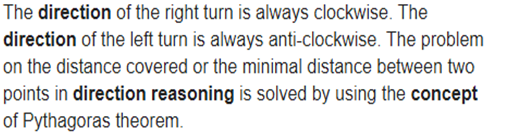 The direction of the right turn is always clockwise. The
direction of the left turn is always anti-clockwise. The problem
on the distance covered or the minimal distance between two
points in direction reasoning is solved by using the concept
of Pythagoras theorem.